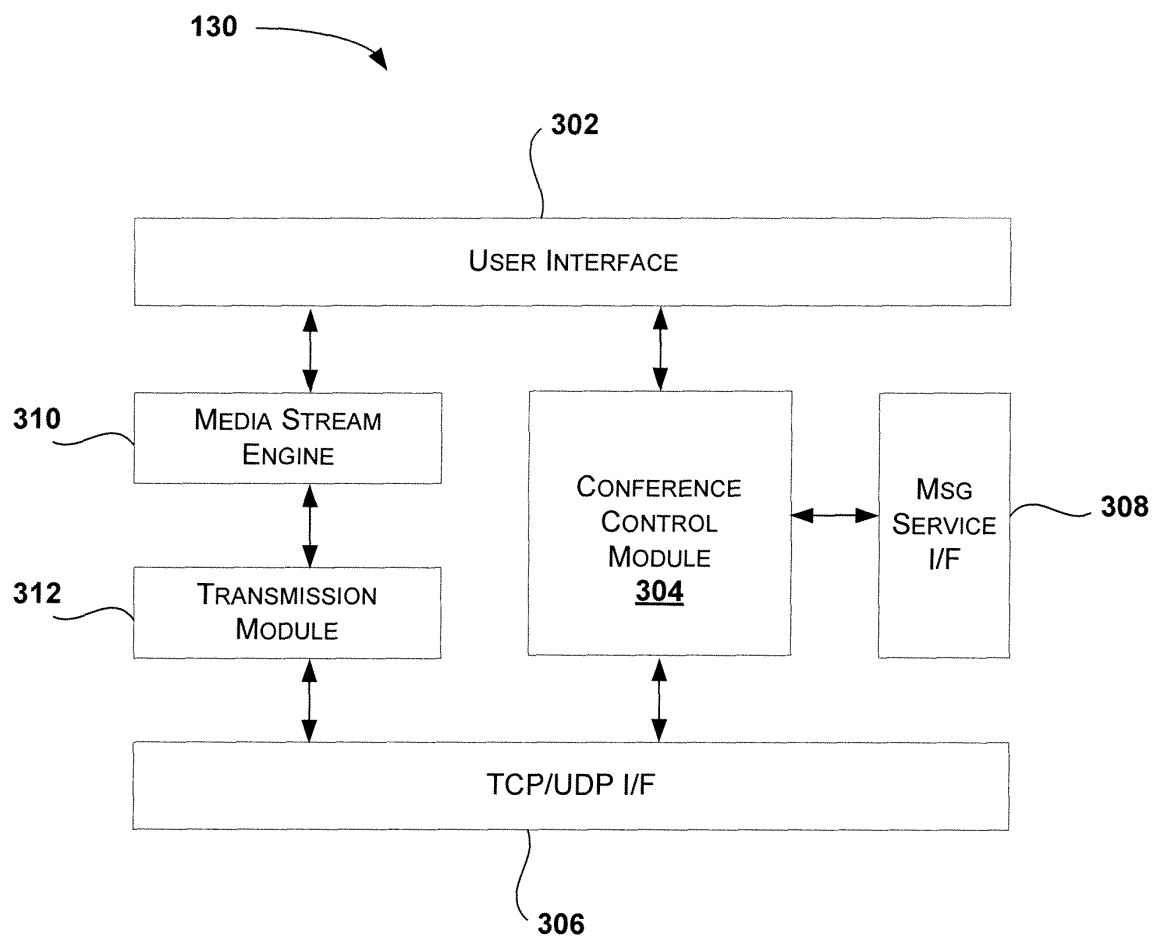 130
302
USER INTERFACE
310
MEDIA STREAM
ENGINE
CONFERENCE
CONTROL
MODULE
304
MSG
SERVICE
I/F
308
312
TRANSMISSION
MODULE
TCP/UDP I/F
306